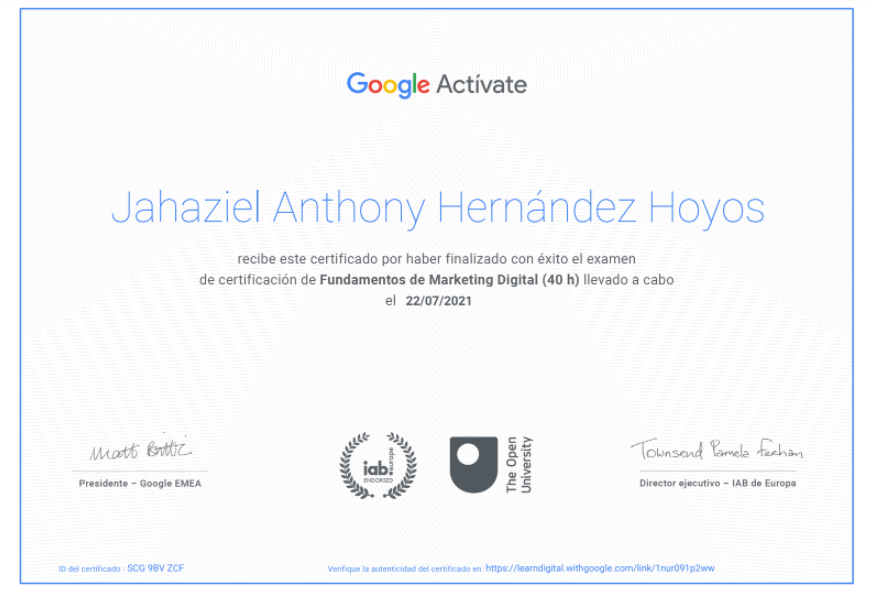 Google Actívate
Jahaziel Anthony Hernández Hoyos
recibe este certificado por haber finalizado con éxito el examen
de certificación de Fundamentos de Marketing Digital (40 h) llevado a cabo
el 22/07/2021
Matt Brittin
Townsend Pamela Feehan
iab.europe
ENDORSED
The Open
University
Presidente – Google EMEA
Director ejecutivo – IAB de Europa
ID del certificado : SCG 9BV ZCF
Verifique la autenticidad del certificado en: https://learndigital.withgoogle.com/link/1nur091p2ww